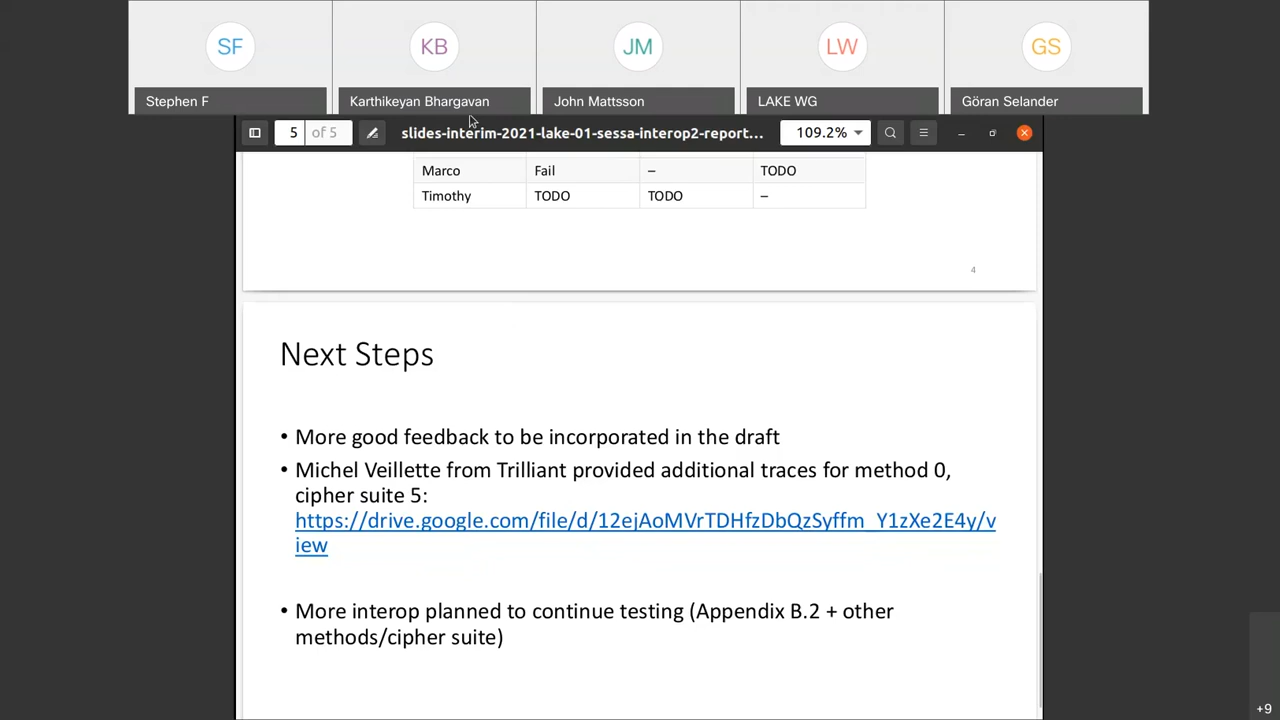 SF KB JM LW GS
Stephen F Karthikeyan Bhargavan John Mattsson LAKE WG Göran Selander
5 of 5 slides-interim-2021-lake-01-sessa-interop2-report... 109.2%
Marco Fail – TODO
Timothy TODO TODO –
4
Next Steps
• More good feedback to be incorporated in the draft
• Michel Veillette from Trilliant provided additional traces for method 0,
cipher suite 5:
https://drive.google.com/file/d/12ejAoMVrTDHfzDbQzSyffm_Y1zXe2E4y/v
iew
• More interop planned to continue testing (Appendix B.2 + other
methods/cipher suite)
+9